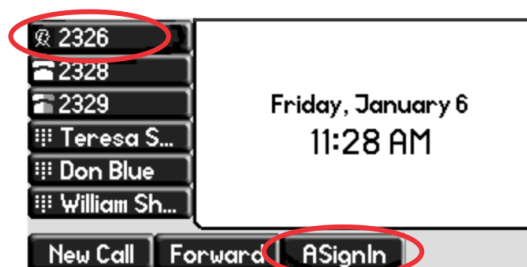 2326
2328
2329
Teresa S...
Don Blue
William Sh...
Friday, January 6
11:28 AM
New Call Forward ASignIn